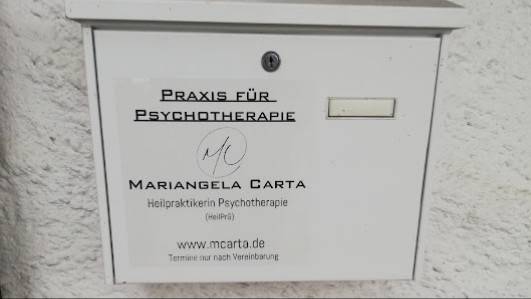 PRAXIS FÜR
PSYCHOTHERAPIE
MC
MARIANGELA CARTA
Heilpraktikerin Psychotherapie
(HeilPrG)
www.mcarta.de
Termine nur nach Vereinbarung